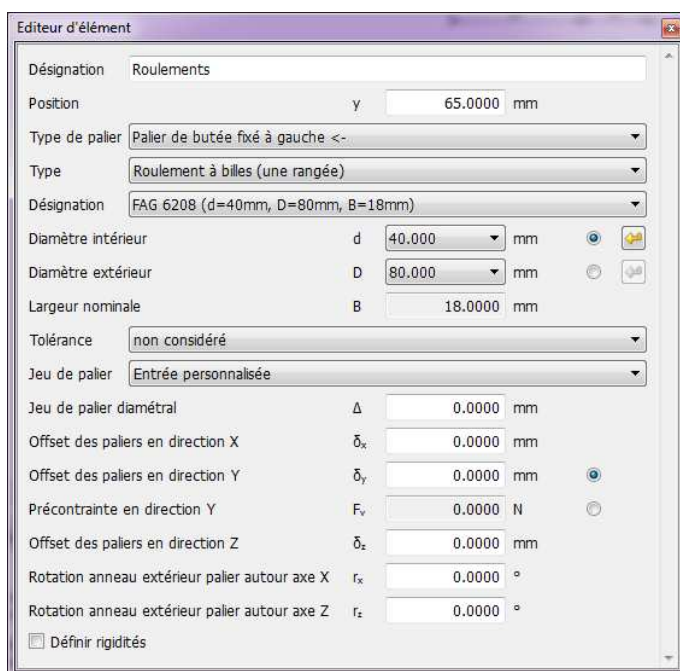 Editeur d'élément
Désignation Roulements
Position y 65.0000 mm
Type de palier Palier de butée fixé à gauche <-
Type Roulement à billes (une rangée)
Désignation FAG 6208 (d=40mm, D=80mm, B=18mm)
Diamètre intérieur d 40.000 mm
Diamètre extérieur D 80.000 mm
Largeur nominale B 18.0000 mm
Tolérance non considéré
Jeu de palier Entrée personnalisée
Jeu de palier diamétral Δ 0.0000 mm
Offset des paliers en direction X δx 0.0000 mm
Offset des paliers en direction Y δy 0.0000 mm
Précontrainte en direction Y Fv 0.0000 N
Offset des paliers en direction Z δz 0.0000 mm
Rotation anneau extérieur palier autour axe X rx 0.0000 °
Rotation anneau extérieur palier autour axe Z rz 0.0000 °
Définir rigidités